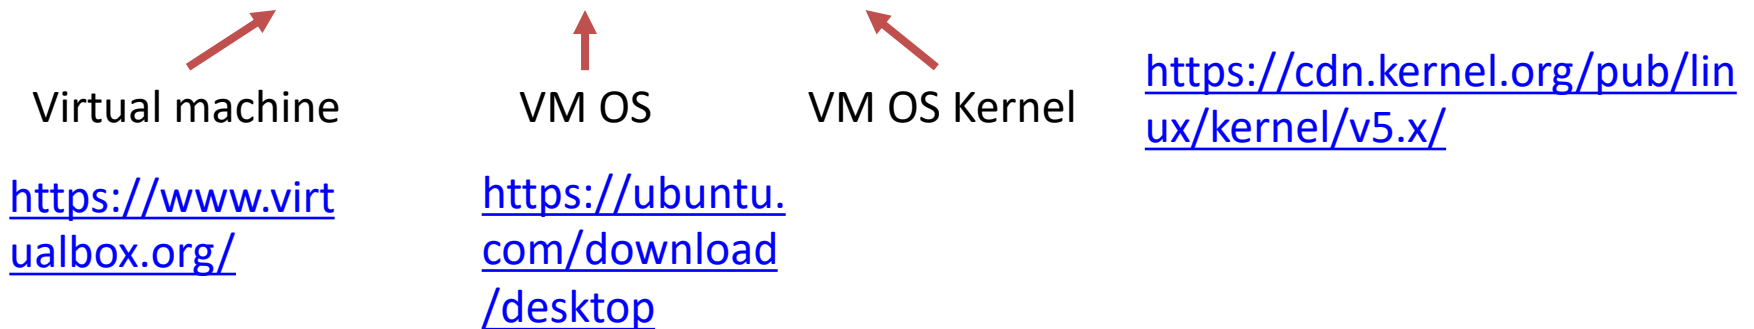 Virtual machine
https://www.virt
ualbox.org/
VM OS
https://ubuntu.
com/download
/desktop
VM OS Kernel
https://cdn.kernel.org/pub/lin
ux/kernel/v5.x/